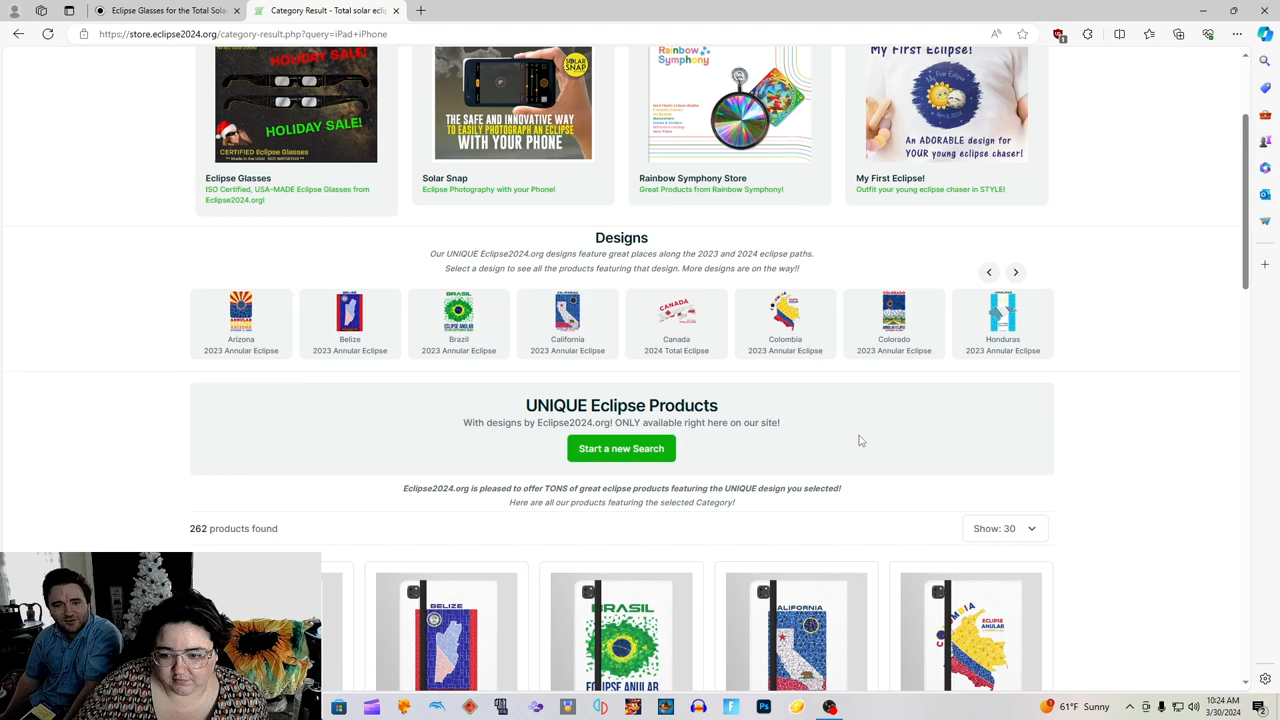 Eclipse Glasses
Category Result - Total solar ecl
https://store.eclipse2024.org/category-result.php?query=iPad+iPhone
HOLIDAY SALE!
HOLIDAY SALE!
CERTIFIED Eclipse Glasses
SOLAR SNAP
THE SAFE AND INNOVATIVE WAY
TO EASILY PHOTOGRAPH AN ECLIPSE
WITH YOUR PHONE!
Rainbow
Symphony
My First Eclipse!
An ADORABLE design for
YOUR young eclipse chaser!
Eclipse Glasses
ISO Certified, USA-MADE Eclipse Glasses from
Eclipse2024.org!
Solar Snap
Eclipse Photography with your Phone!
Rainbow Symphony Store
Great Products from Rainbow Symphony!
My First Eclipse!
Outfit your young eclipse chaser in STYLE!
Designs
Our UNIQUE Eclipse2024.org designs feature great places along the 2023 and 2024 eclipse paths.
Select a design to see all the products featuring that design. More designs are on the way!!
Arizona
2023 Annular Eclipse
Belize
2023 Annular Eclipse
Brazil
2023 Annular Eclipse
California
2023 Annular Eclipse
Canada
2024 Total Eclipse
Colombia
2023 Annular Eclipse
Colorado
2023 Annular Eclipse
Honduras
2023 Annular Eclipse
UNIQUE Eclipse Products
With designs by Eclipse2024.org! ONLY available right here on our site!
Start a new Search
Eclipse2024.org is pleased to offer TONS of great eclipse products featuring the UNIQUE design you selected!
Here are all our products featuring the selected Category!
262 products found
Show: 30
BELIZE
BRASIL
ECLIPSE ANULAR
ALIFORNIA
ECLIPSE
ANULAR
61°F Sunny
10:24 AM
3/30/2024